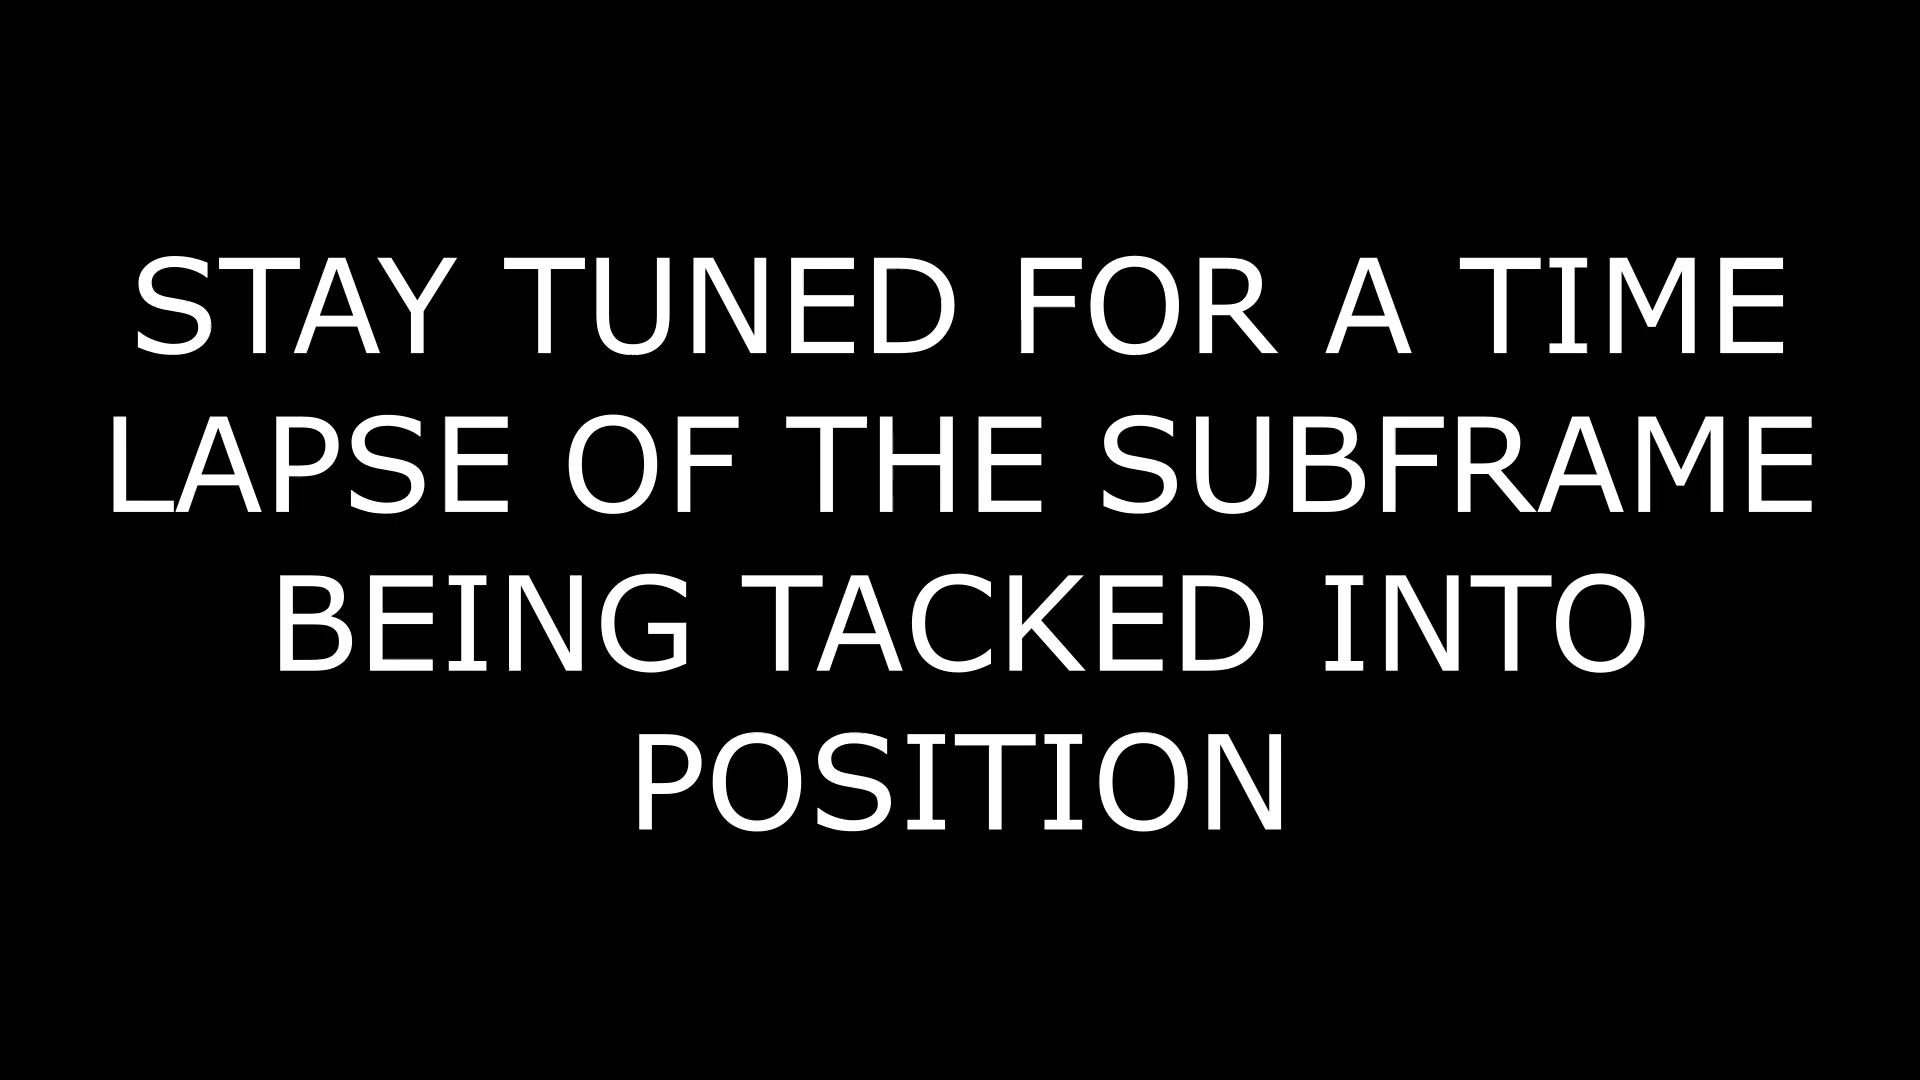 STAY TUNED FOR A TIME
LAPSE OF THE SUBFRAME
BEING TACKED INTO
POSITION